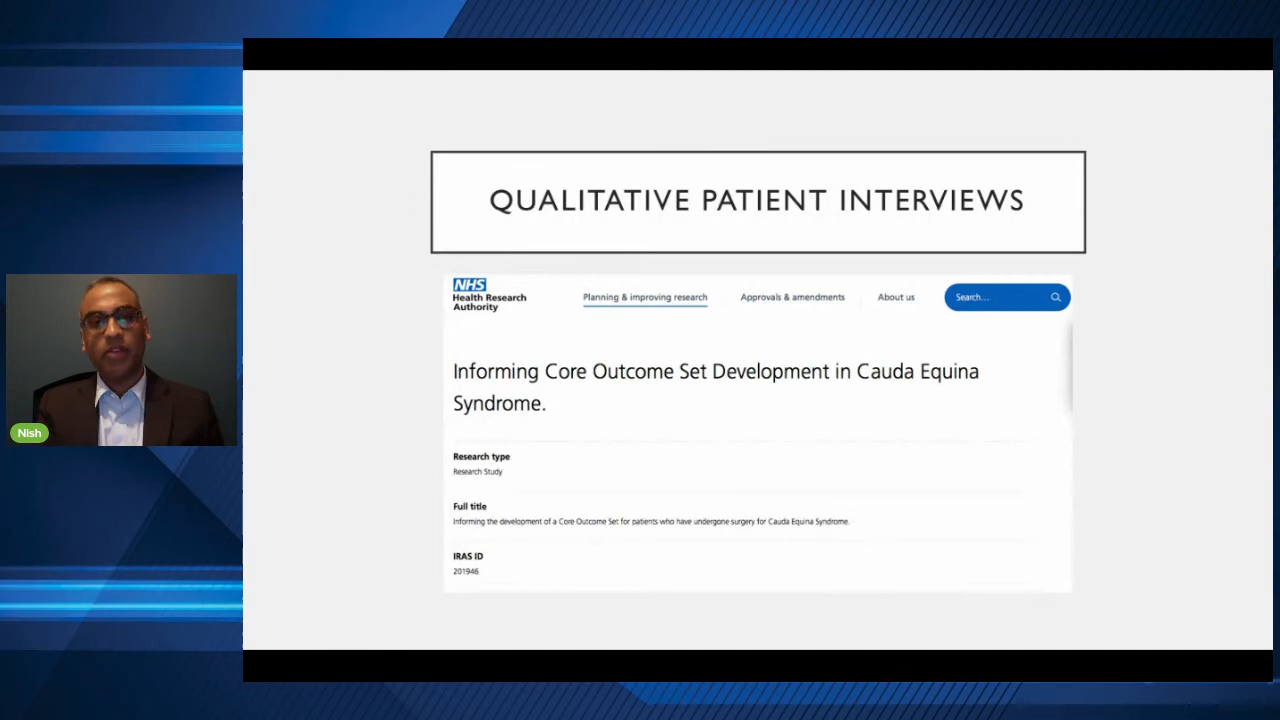 QUALITATIVE PATIENT INTERVIEWS
NHS
Health Research
Authority
Planning & improving research
Approvals & amendments
About us
Search...
Informing Core Outcome Set Development in Cauda Equina
Syndrome.
Research type
Research Study
Full title
Informing the development of a Core Outcome Set for patients who have undergone surgery for Cauda Equina Syndrome.
IRAS ID
201946
Nish